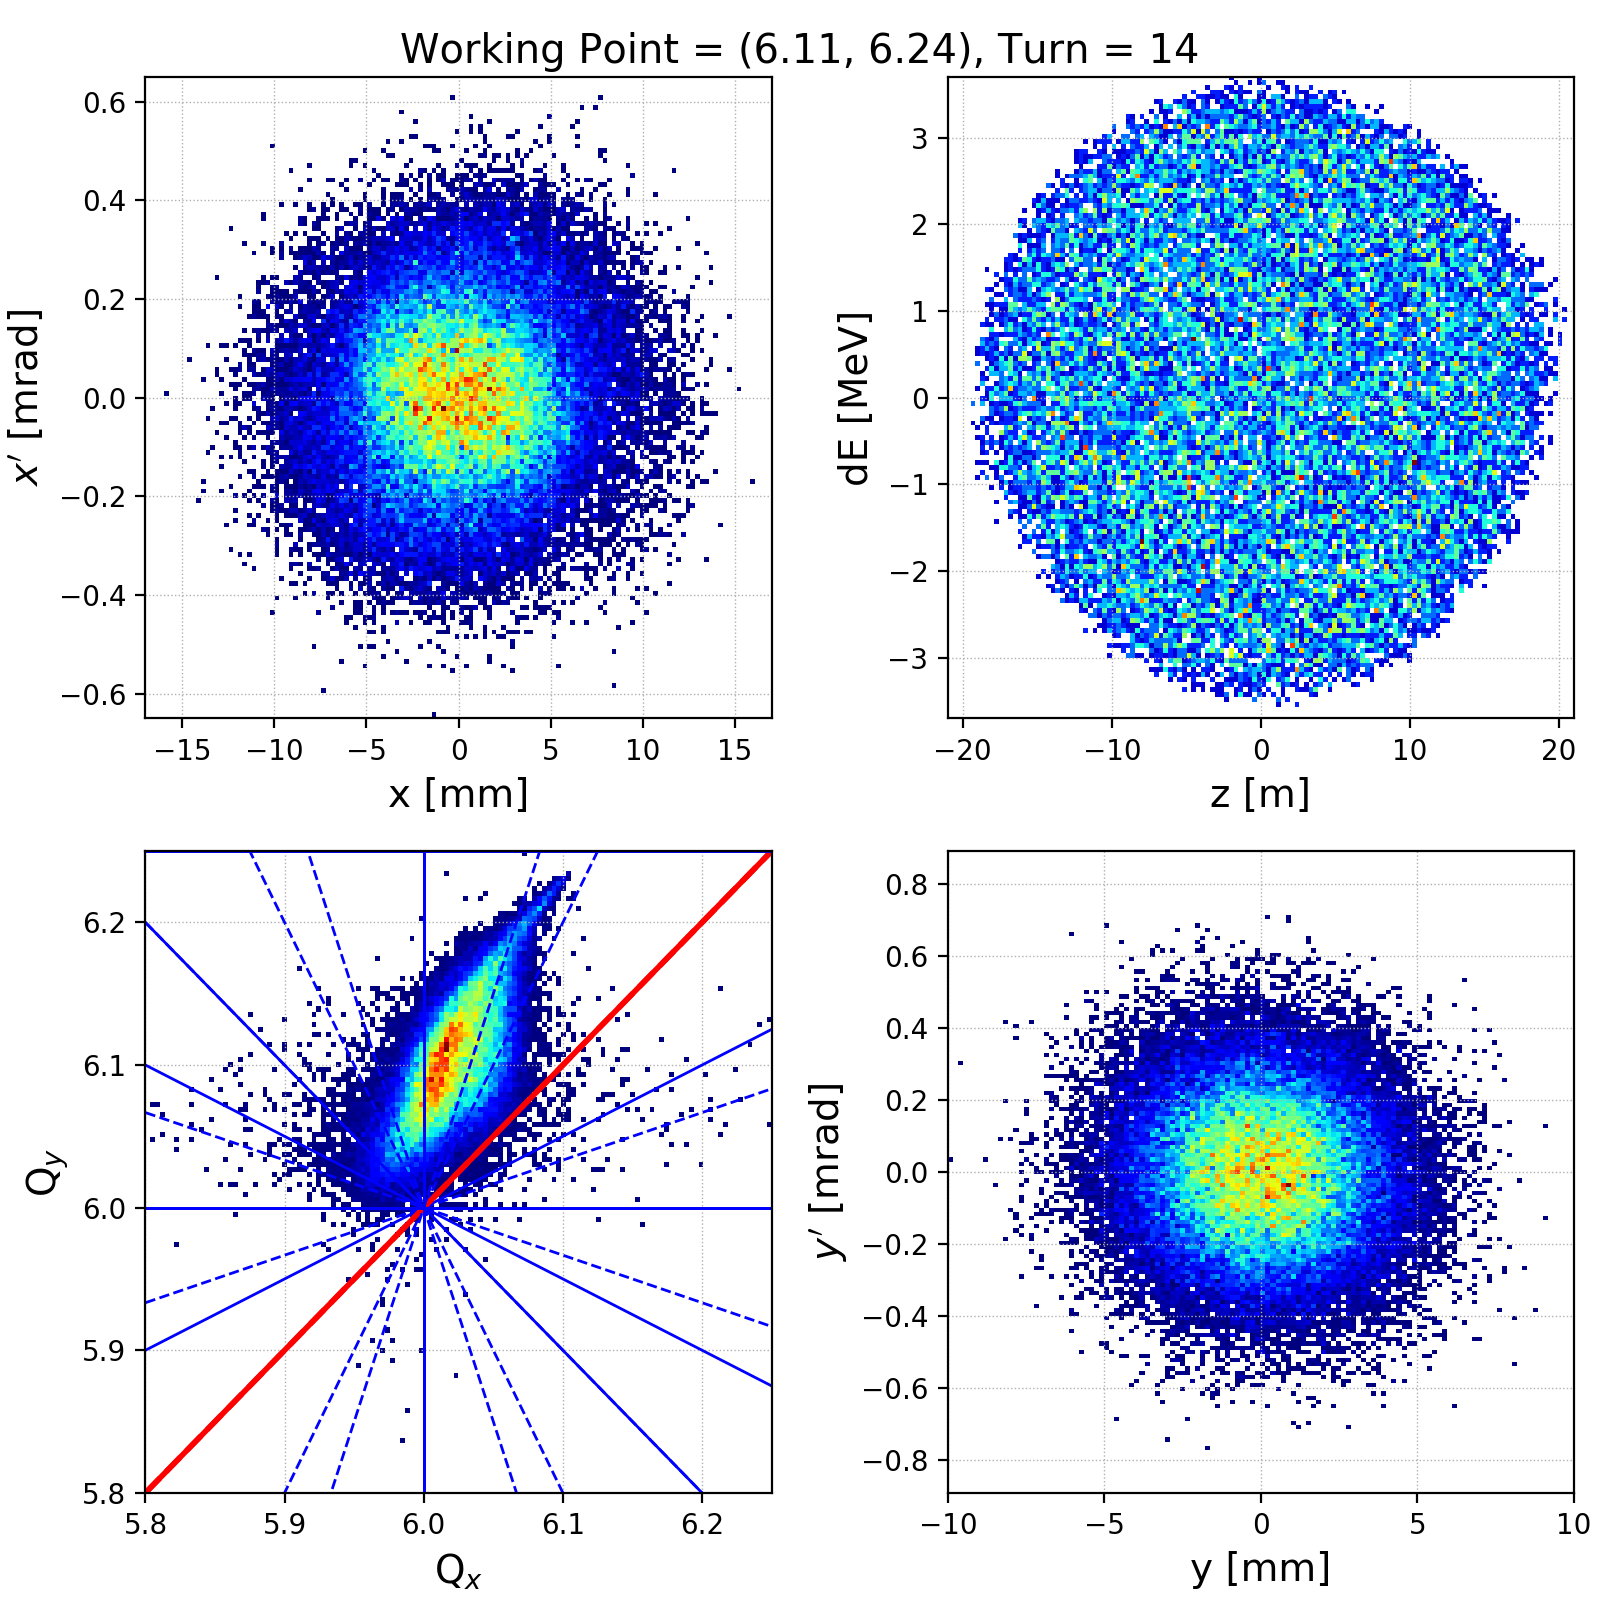 Working Point = (6.11, 6.24), Turn = 14
0.6
0.4
0.2
0.0
−0.2
−0.4
−0.6
x′ [mrad]
−15 −10 −5 0 5 10 15
x [mm]
3
2
1
0
−1
−2
−3
dE [MeV]
−20 −10 0 10 20
z [m]
6.2
6.1
6.0
5.9
5.8
Qy
5.8 5.9 6.0 6.1 6.2
Qx
0.8
0.6
0.4
0.2
0.0
−0.2
−0.4
−0.6
−0.8
y′ [mrad]
−10 −5 0 5 10
y [mm]